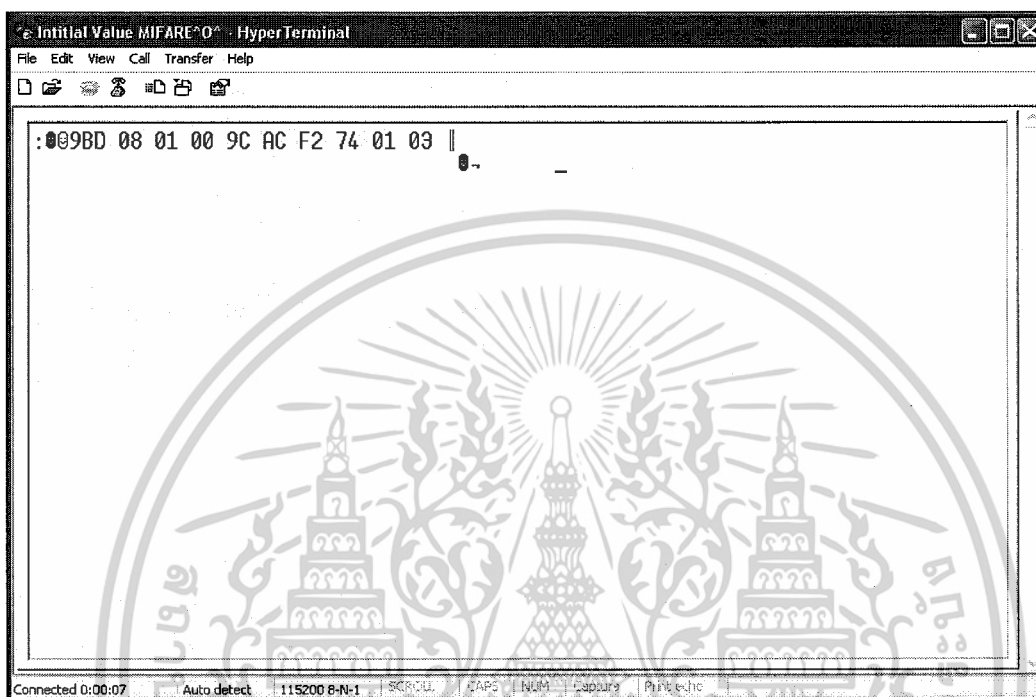 Intitial Value MIFARE^O^ - HyperTerminal
File Edit View Call Transfer Help
:☻☺9BD 08 01 00 9C AC F2 74 01 03 ‖
_
Connected 0:00:07 Auto detect 115200 8-N-1 SCROLL CAPS NUM Capture Print echo